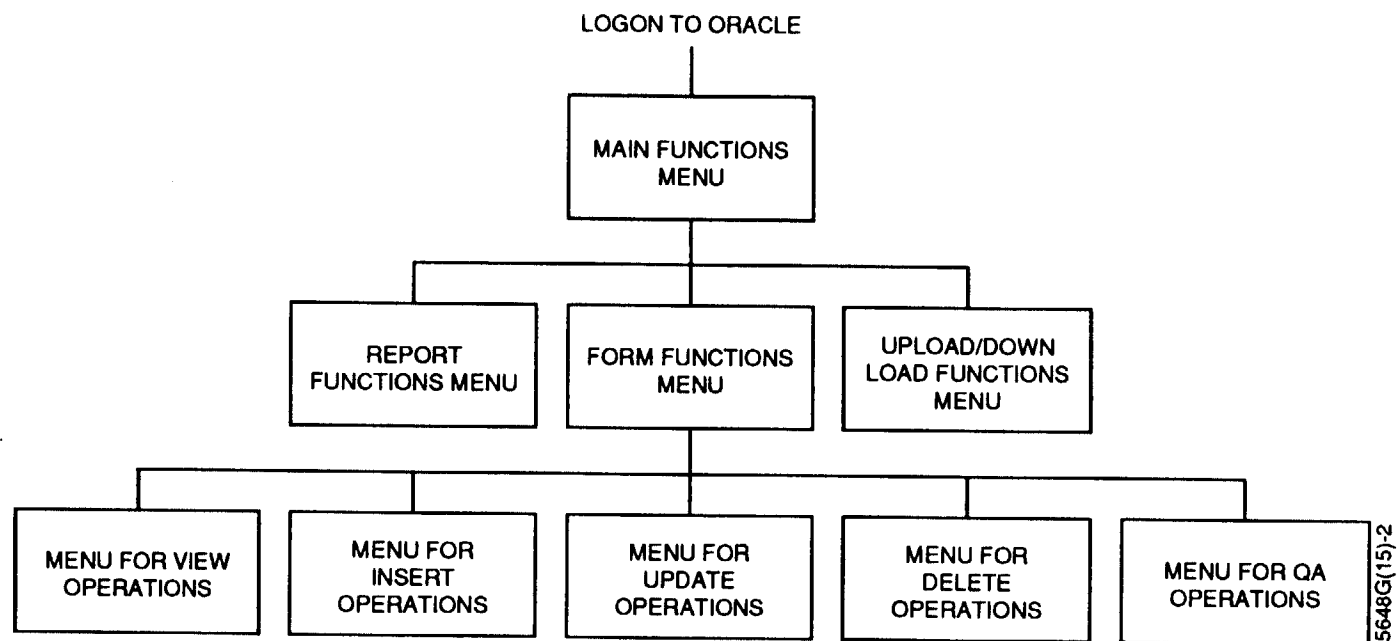 LOGON TO ORACLE
MAIN FUNCTIONS
MENU
REPORT
FUNCTIONS MENU
FORM FUNCTIONS
MENU
UPLOAD/DOWN
LOAD FUNCTIONS
MENU
MENU FOR VIEW
OPERATIONS
MENU FOR
INSERT
OPERATIONS
MENU FOR
UPDATE
OPERATIONS
MENU FOR
DELETE
OPERATIONS
MENU FOR QA
OPERATIONS
5648G(15)-2